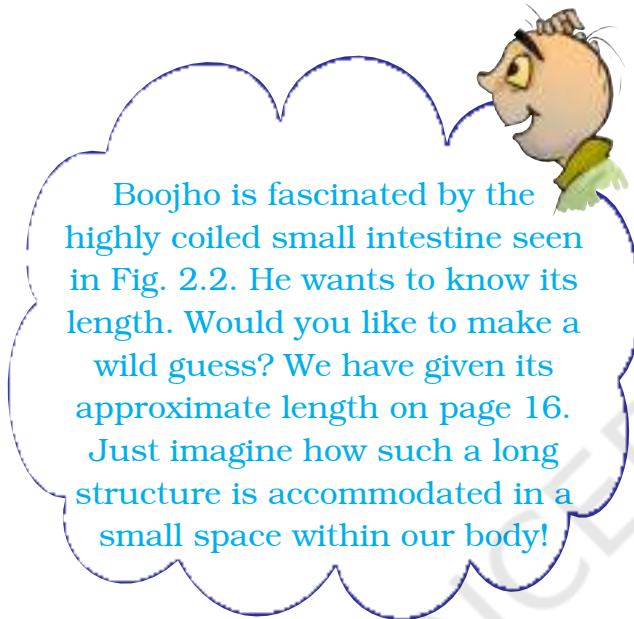 Boojho is fascinated by the
highly coiled small intestine seen
in Fig. 2.2. He wants to know its
length. Would you like to make a
wild guess? We have given its
approximate length on page 16.
Just imagine how such a long
structure is accommodated in a
small space within our body!